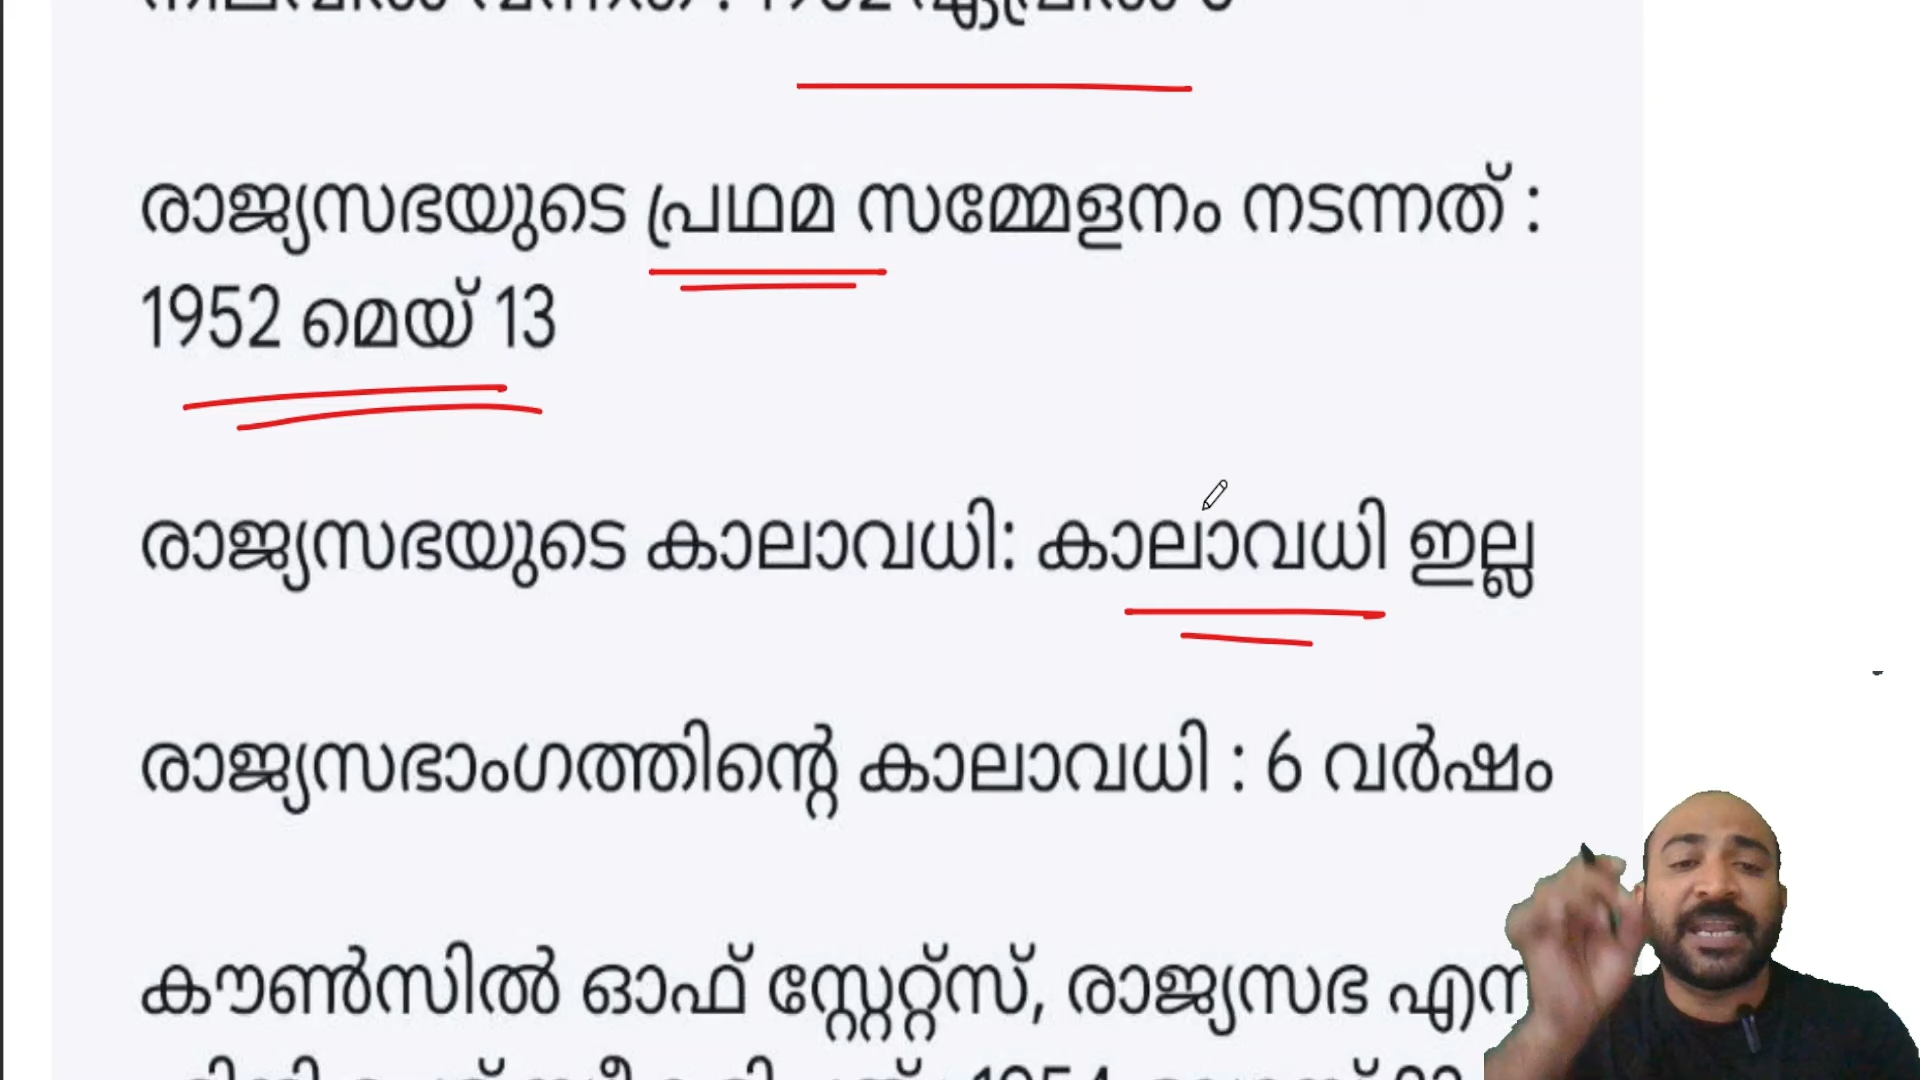 രാജ്യസഭയുടെ പ്രഥമ സമ്മേളനം നടന്നത് :
1952 മെയ് 13
രാജ്യസഭയുടെ കാലാവധി: കാലാവധി ഇല്ല
രാജ്യസഭാംഗത്തിന്റെ കാലാവധി : 6 വർഷം
കൗൺസിൽ ഓഫ് സ്റ്റേറ്റ്സ്, രാജ്യസഭ